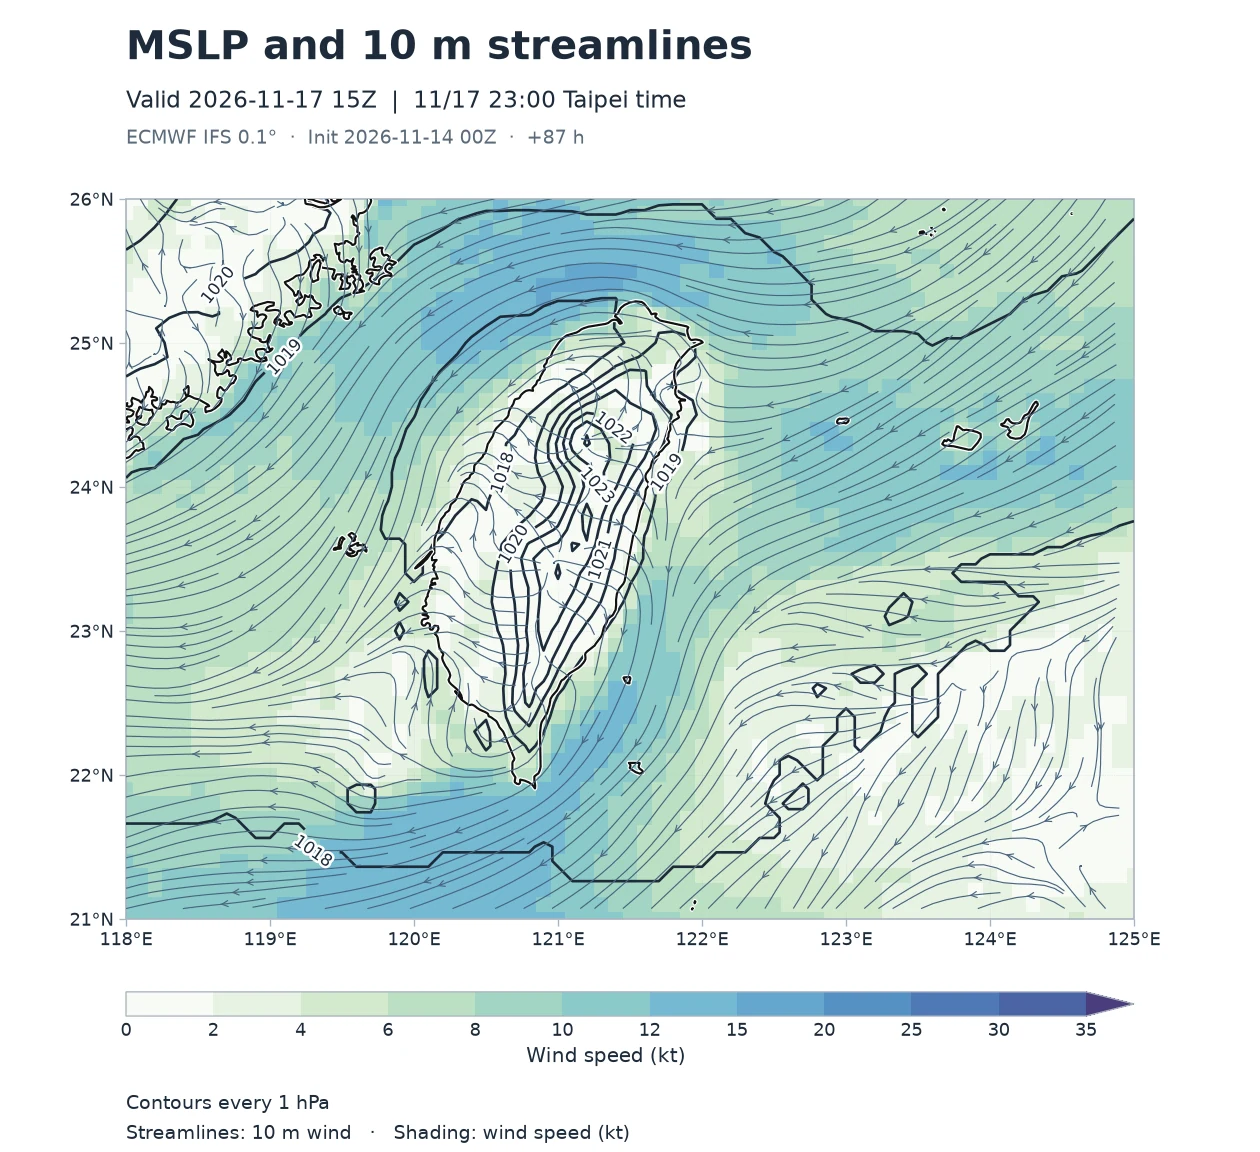 MSLP and 10 m streamlines
Valid 2026-11-17 15Z | 11/17 23:00 Taipei time
ECMWF IFS 0.1° · Init 2026-11-14 00Z · +87 h
26°N
25°N
24°N
23°N
22°N
21°N
1020
1019
1022
1018
1023
1019
1020
1021
1018
118°E 119°E 120°E 121°E 122°E 123°E 124°E 125°E
0 2 4 6 8 10 12 15 20 25 30 35
Wind speed (kt)
Contours every 1 hPa
Streamlines: 10 m wind · Shading: wind speed (kt)